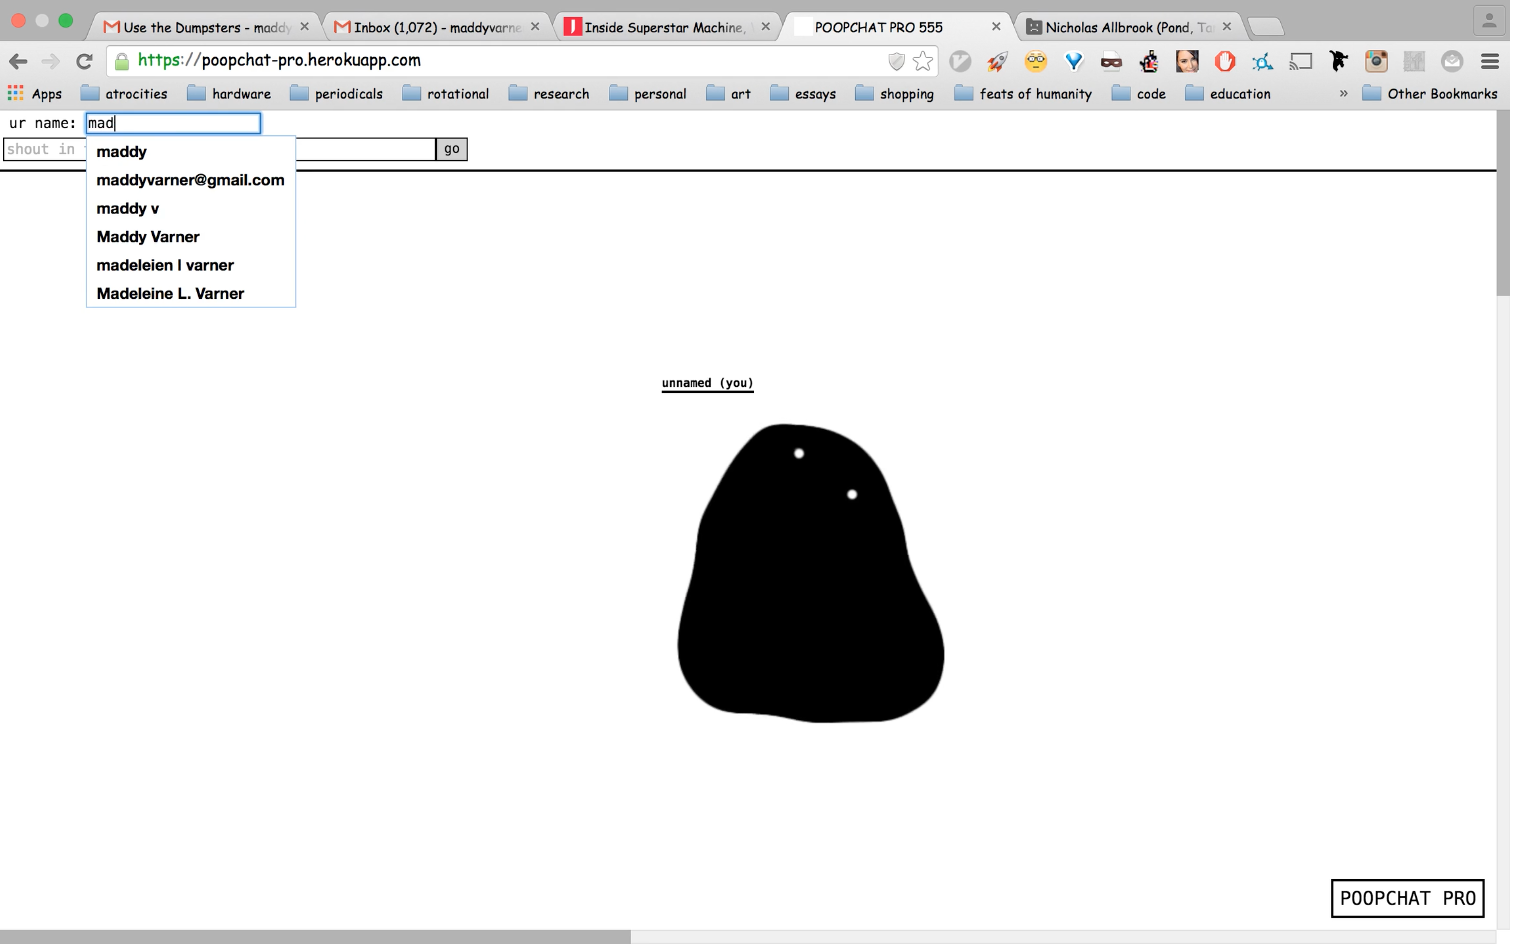 Use the Dumpsters - maddy
Inbox (1,072) - maddyvarne
Inside Superstar Machine,
POOPCHAT PRO 555
Nicholas Allbrook (Pond, Ta
https://poopchat-pro.herokuapp.com
Apps atrocities hardware periodicals rotational research personal art essays shopping feats of humanity code education » Other Bookmarks
ur name: mad
shout in go
maddy
maddyvarner@gmail.com
maddy v
Maddy Varner
madeleien l varner
Madeleine L. Varner
unnamed (you)
POOPCHAT PRO